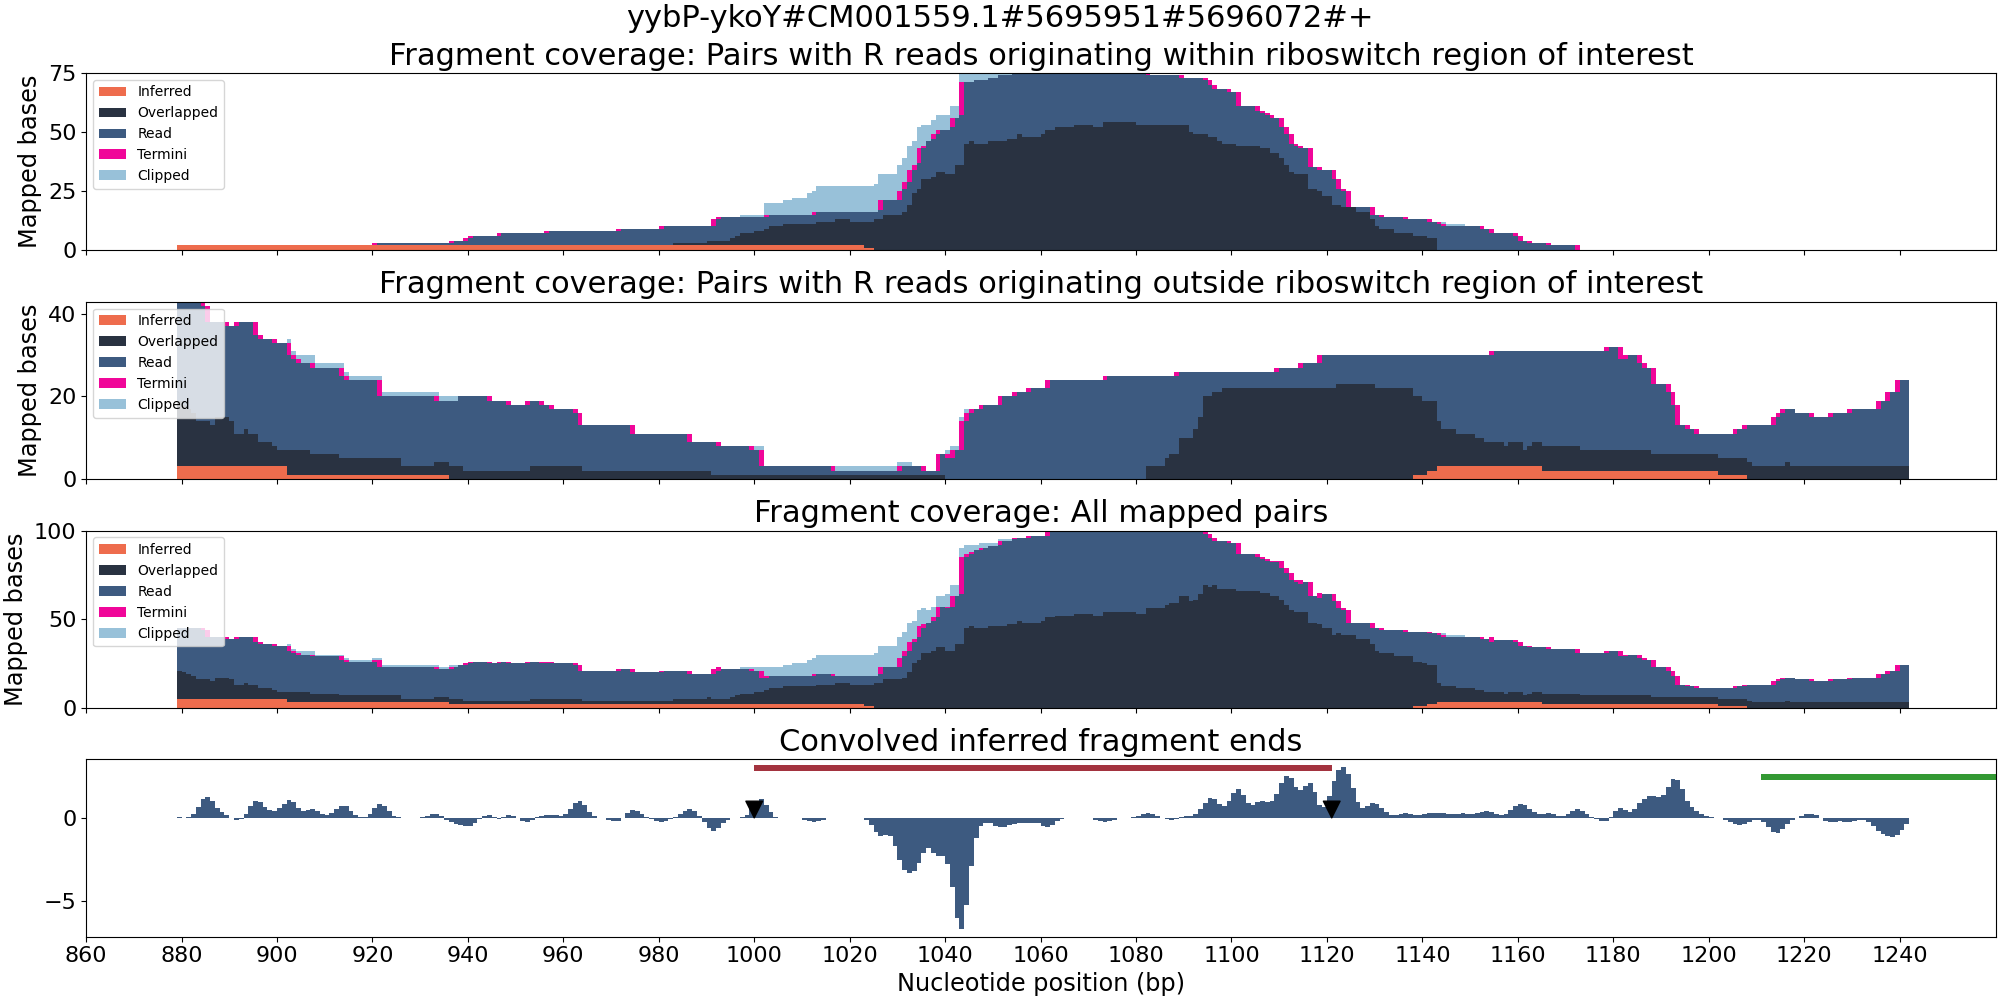 yybP-ykoY#CM001559.1#5695951#5696072#+
Fragment coverage: Pairs with R reads originating within riboswitch region of interest
Mapped bases
75
50
25
0
Inferred
Overlapped
Read
Termini
Clipped
Fragment coverage: Pairs with R reads originating outside riboswitch region of interest
Mapped bases
40
20
0
Inferred
Overlapped
Read
Termini
Clipped
Fragment coverage: All mapped pairs
Mapped bases
100
50
0
Inferred
Overlapped
Read
Termini
Clipped
Convolved inferred fragment ends
0
−5
860 880 900 920 940 960 980 1000 1020 1040 1060 1080 1100 1120 1140 1160 1180 1200 1220 1240
Nucleotide position (bp)